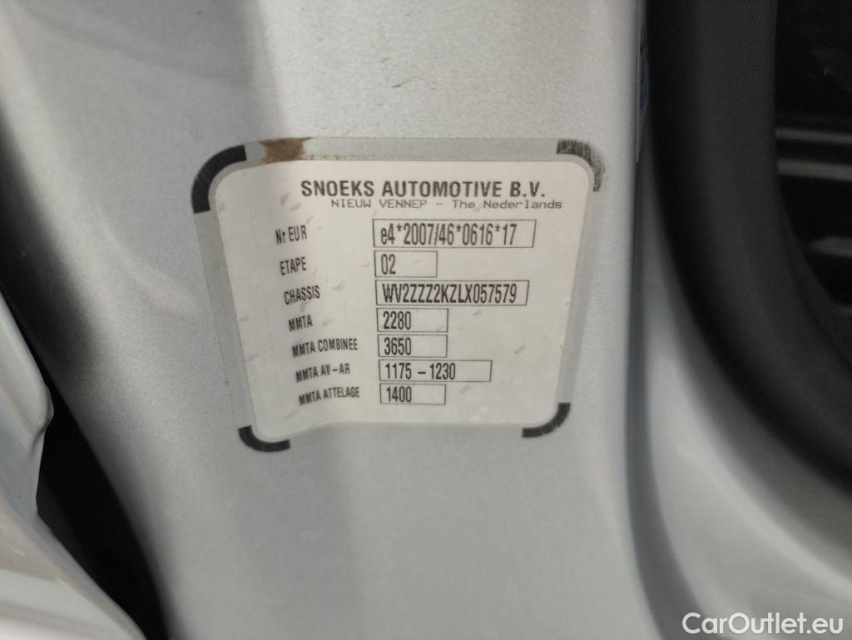 SNOEKS AUTOMOTIVE B.V.
NIEUW VENNEP - The Nederlands
Nr EUR e4*2007/46*0616*17
ETAPE 02
CHASSIS WV2ZZZ2KZLX057579
MMTA 2280
MMTA COMBINEE 3650
MMTA AV-AR 1175 - 1230
MMTA ATTELAGE 1400
CarOutlet.eu